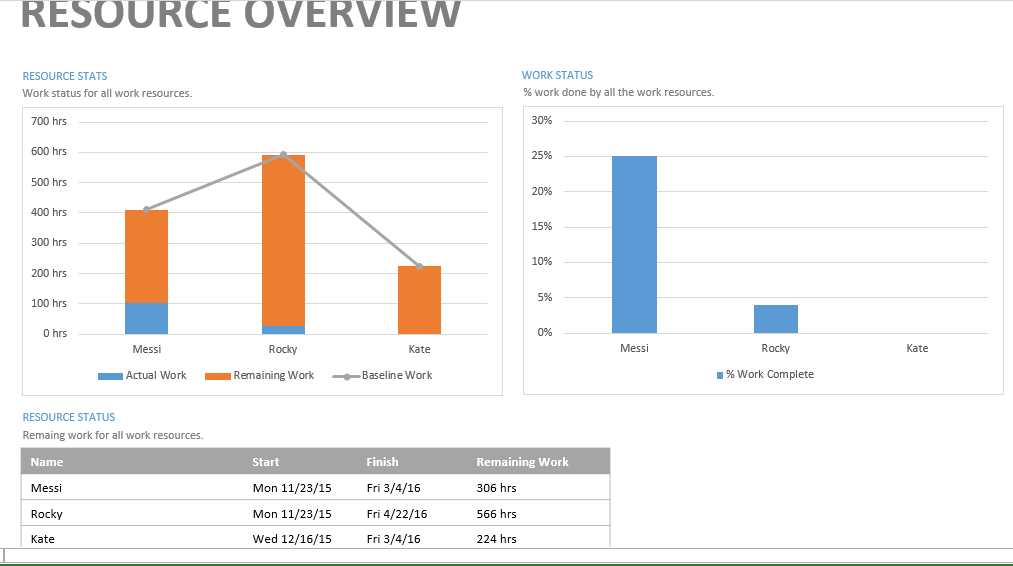 RESOURCE OVERVIEW
RESOURCE STATS
Work status for all work resources.
700 hrs
600 hrs
500 hrs
400 hrs
300 hrs
200 hrs
100 hrs
0 hrs
Messi Rocky Kate
Actual Work Remaining Work Baseline Work
WORK STATUS
% work done by all the work resources.
30%
25%
20%
15%
10%
5%
0%
Messi Rocky Kate
% Work Complete
RESOURCE STATUS
Remaing work for all work resources.
Name Start Finish Remaining Work
Messi Mon 11/23/15 Fri 3/4/16 306 hrs
Rocky Mon 11/23/15 Fri 4/22/16 566 hrs
Kate Wed 12/16/15 Fri 3/4/16 224 hrs